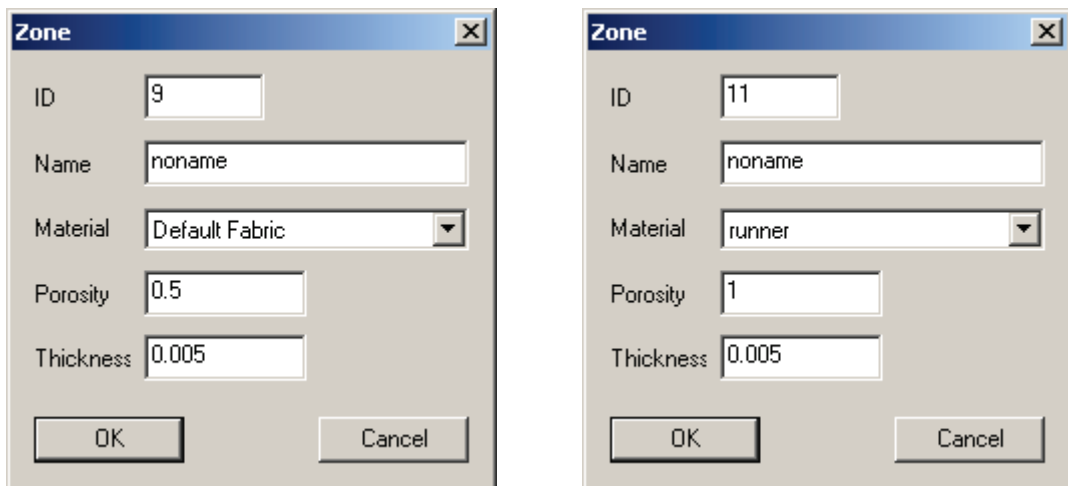 Zone
ID 9
Name noname
Material Default Fabric
Porosity 0.5
Thickness 0.005
OK Cancel
Zone
ID 11
Name noname
Material runner
Porosity 1
Thickness 0.005
OK Cancel